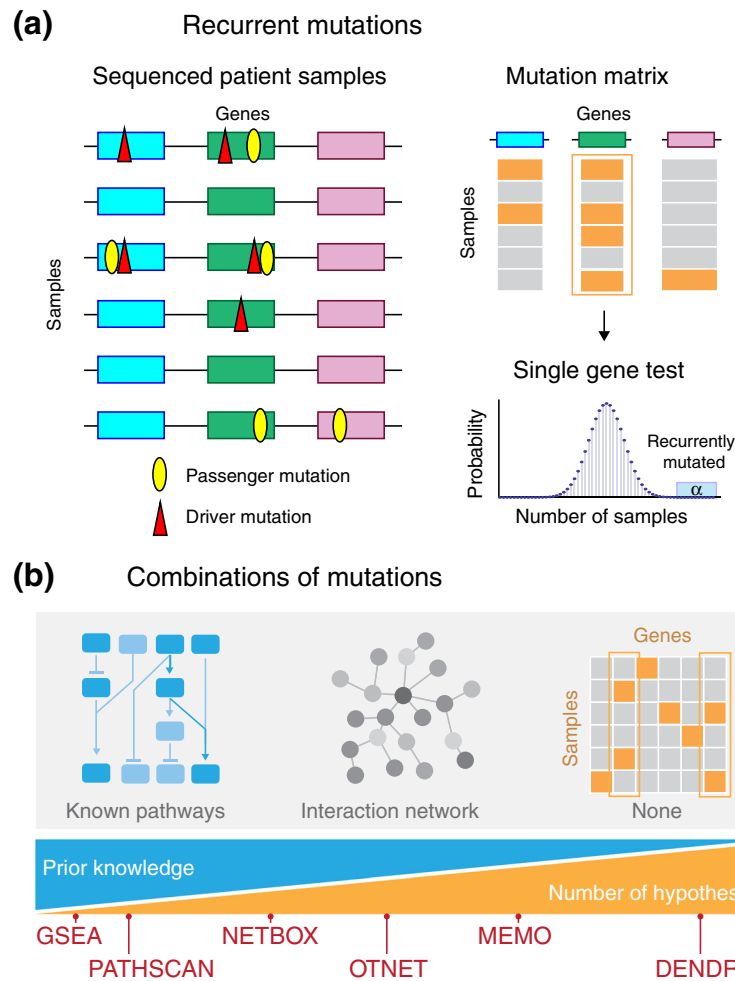 (a)
Recurrent mutations
Sequenced patient samples
Mutation matrix
Genes
Genes
Samples
Samples
Single gene test
Probability
Recurrently
mutated
α
Number of samples
Passenger mutation
Driver mutation
(b)
Combinations of mutations
Genes
Samples
Known pathways
Interaction network
None
Prior knowledge
Number of hypothes
GSEA
NETBOX
MEMO
PATHSCAN
OTNET
DENDR